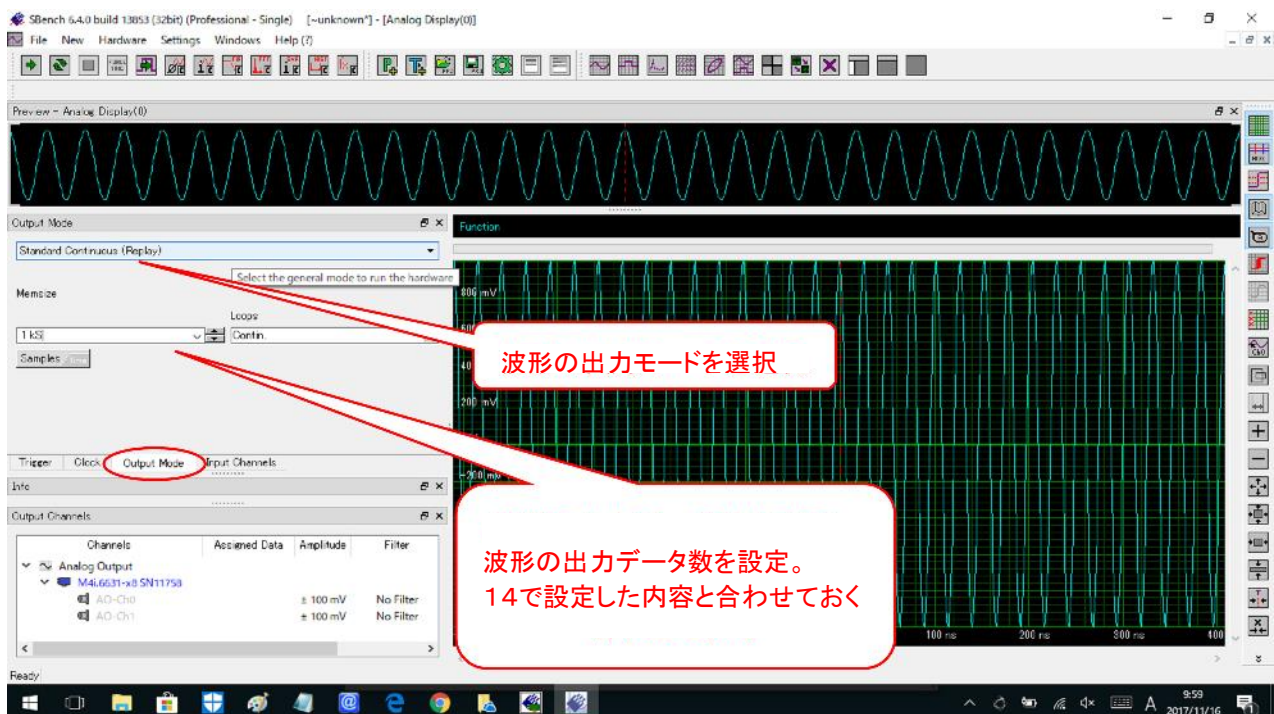 SBench 6.4.0 build 13853 (32bit) (Professional - Single) [~unknown*] - [Analog Display(0)]
File New Hardware Settings Windows Help (?)
Preview - Analog Display(0)
Output Mode
Function
Standard Continuous (Replay)
Select the general mode to run the hardware
Memsize
Loops
1 kS
Contin.
Samples
800 mV
200 mV
-200 mV
波形の出力モードを選択
Trigger Clock Output Mode Input Channels
Info
Output Channels
Channels Assigned Data Amplitude Filter
Analog Output
M4i.6631-x8 SN11758
AO-Ch0 ± 100 mV No Filter
AO-Ch1 ± 100 mV No Filter
波形の出力データ数を設定。
14で設定した内容と合わせておく
100 ns 200 ns 300 ns 400
Ready
A
9:59
2017/11/16